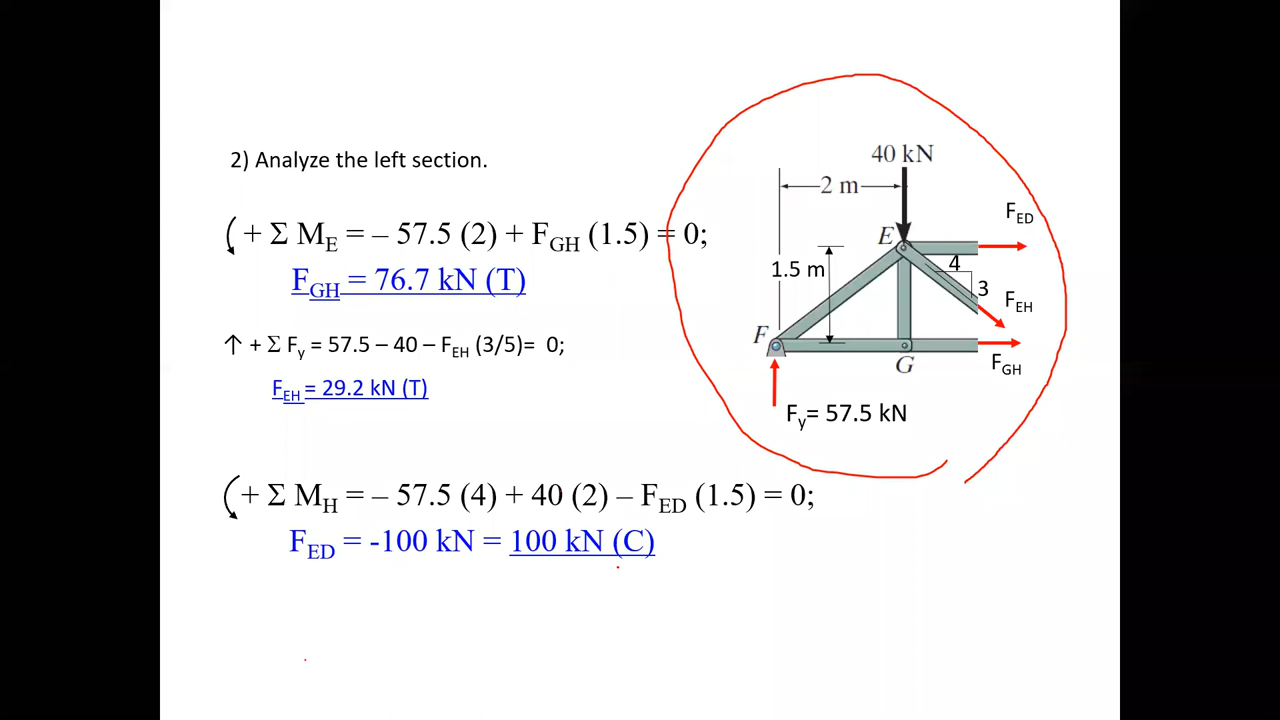 2) Analyze the left section.
+ Σ M_E = – 57.5 (2) + F_GH (1.5) = 0;
F_GH = 76.7 kN (T)
↑ + Σ F_y = 57.5 – 40 – F_EH (3/5)= 0;
F_EH = 29.2 kN (T)
+ Σ M_H = – 57.5 (4) + 40 (2) – F_ED (1.5) = 0;
F_ED = -100 kN = 100 kN (C)
40 kN
2 m
F_ED
E
4
1.5 m
3
F_EH
F
G
F_GH
F_y= 57.5 kN